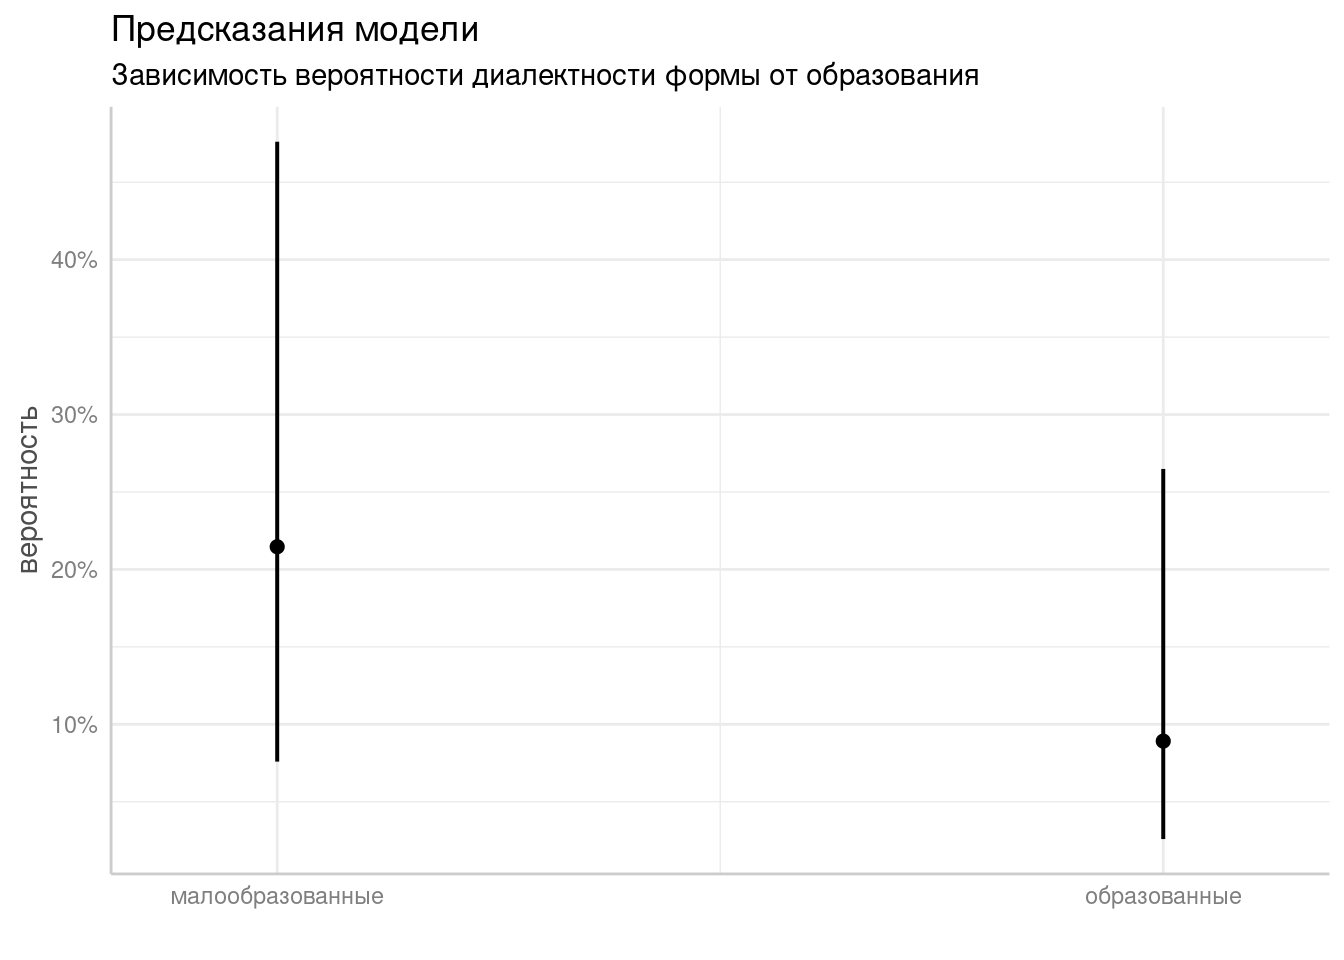 Предсказания модели
Зависимость вероятности диалектности формы от образования
вероятность
40%
30%
20%
10%
малообразованные
образованные